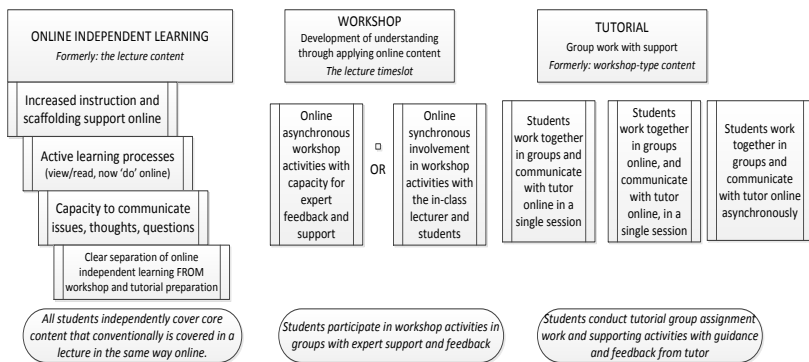 ONLINE INDEPENDENT LEARNING
Formerly: the lecture content
Increased instruction and
scaffolding support online
Active learning processes
(view/read, now ‘do’ online)
Capacity to communicate
issues, thoughts, questions
Clear separation of online
independent learning FROM
workshop and tutorial preparation
All students independently cover core
content that conventionally is covered in a
lecture in the same way online.
WORKSHOP
Development of understanding
through applying online content
The lecture timeslot
Online
asynchronous
workshop
activities with
capacity for
expert
feedback and
support
OR
Online
synchronous
involvement in
workshop
activities with
the in-class
lecturer and
students
Students participate in workshop activities in
groups with expert support and feedback
TUTORIAL
Group work with support
Formerly: workshop-type content
Students
work together
in groups and
communicate
with tutor
online in a
single session
Students
work together
in groups
online, and
communicate
with tutor
online, in a
single session
Students work
together in
groups and
communicate
with tutor online
asynchronously
Students conduct tutorial group assignment
work and supporting activities with guidance
and feedback from tutor